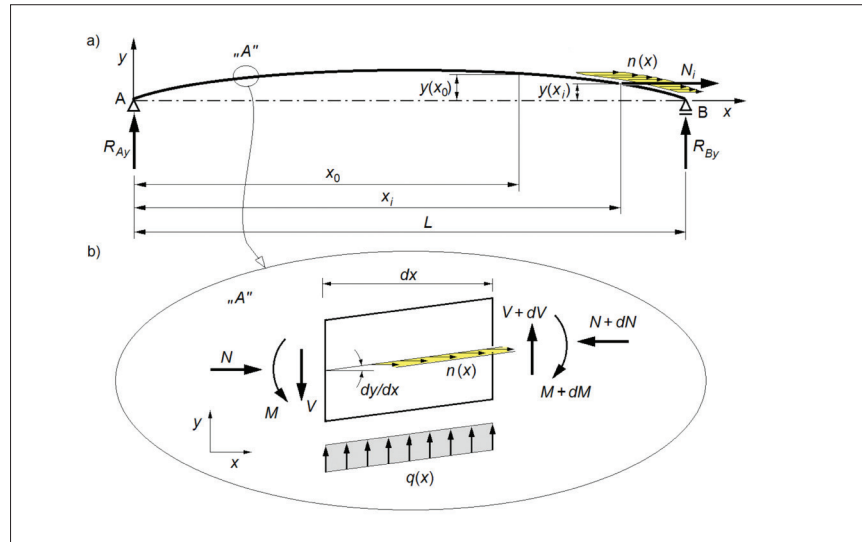 a)
y
„A"
n(x)
N_i
y(x_0)
y(x_i)
A
B
x
R_Ay
R_By
x_0
x_i
L
b)
„A"
dx
V + dV
N + dN
N
n(x)
dy/dx
M
V
M + dM
y
x
q(x)